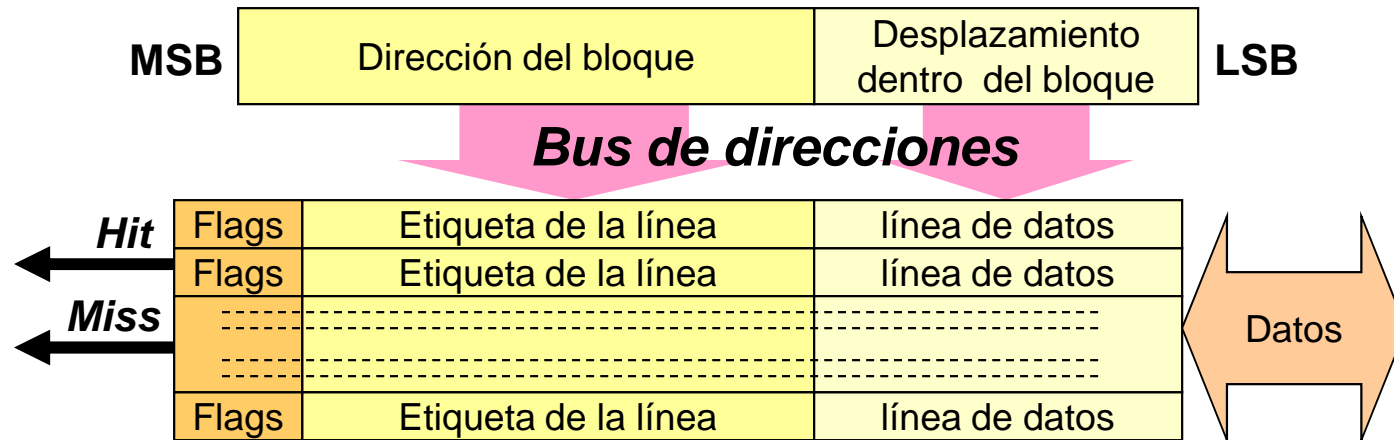 MSB
Dirección del bloque
Desplazamiento
dentro del bloque
LSB
Bus de direcciones
Hit
Miss
Flags Etiqueta de la línea línea de datos
Flags Etiqueta de la línea línea de datos
Flags Etiqueta de la línea línea de datos
Datos